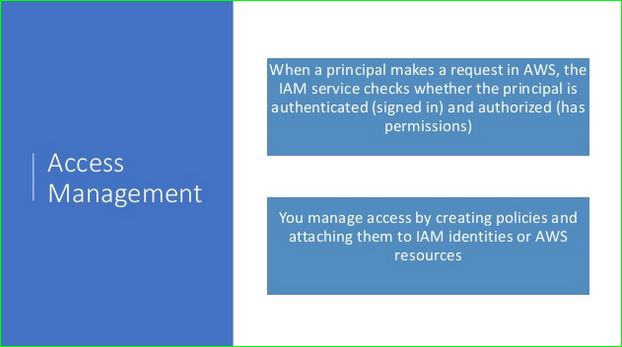 Access
Management
When a principal makes a request in AWS, the
IAM service checks whether the principal is
authenticated (signed in) and authorized (has
permissions)
You manage access by creating policies and
attaching them to IAM identities or AWS
resources